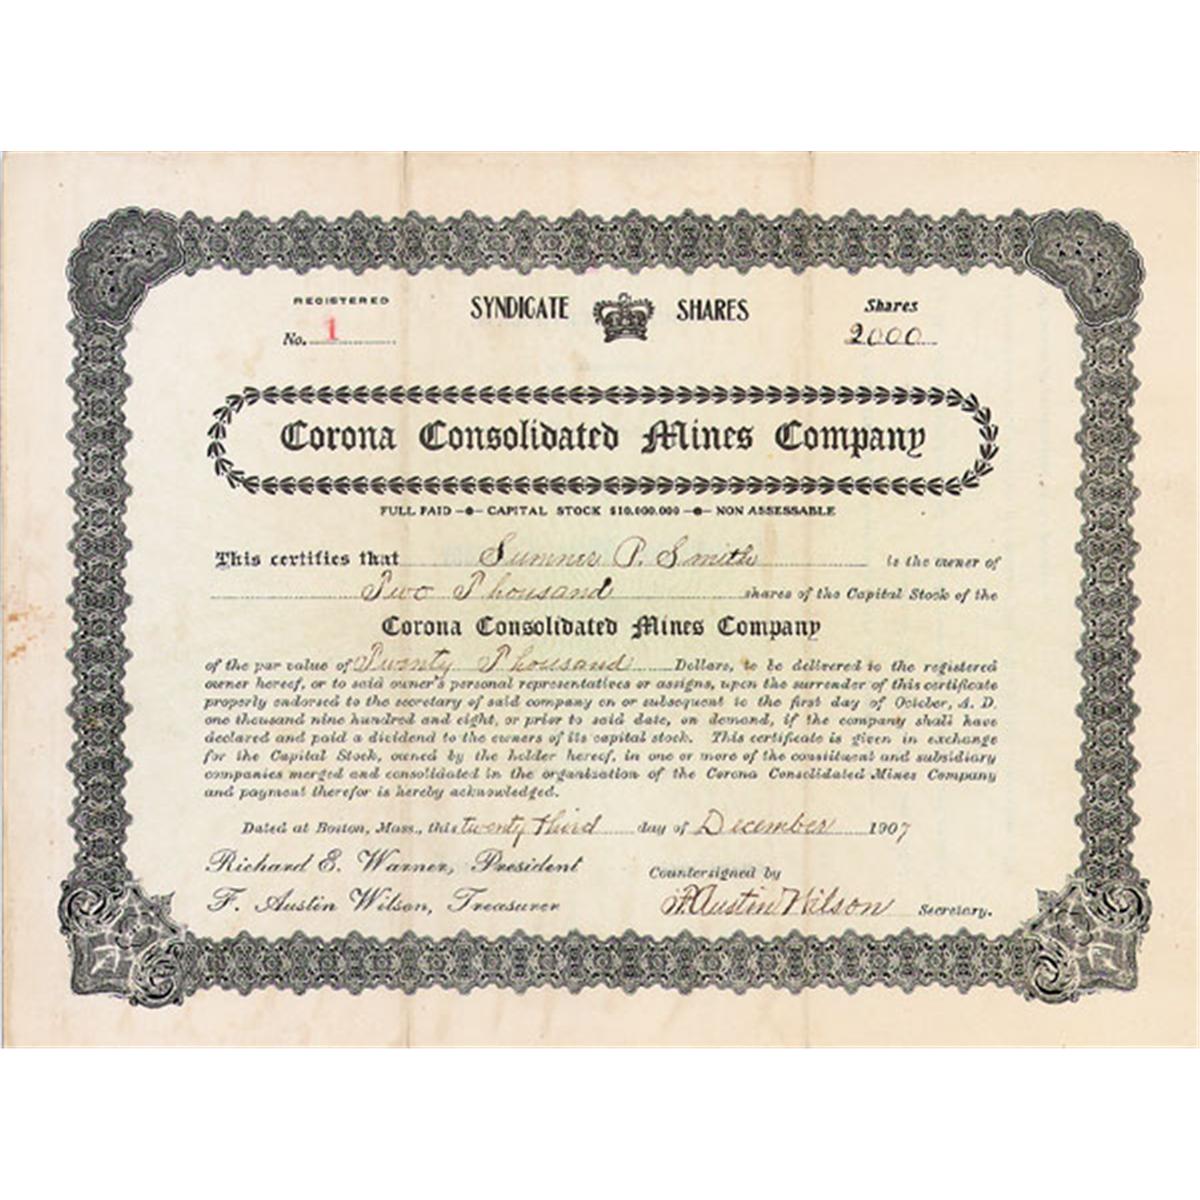 REGISTERED
No. 1
SYNDICATE SHARES
Shares
2000
Corona Consolidated Mines Company
FULL PAID CAPITAL STOCK $10.000.000 NON ASSESSABLE
This certifies that Sumner P. Smith is the owner of
Two Thousand shares of the Capital Stock of the
Corona Consolidated Mines Company
of the par value of Twenty Thousand Dollars, to be delivered to the registered
owner hereof, or to said owner's personal representatives or assigns, upon the surrender of this certificate
properly endorsed to the secretary of said company on or subsequent to the first day of October, A. D.
one thousand nine hundred and eight, or prior to said date, on demand, if the company shall have
declared and paid a dividend to the owners of its capital stock. This certificate is given in exchange
for the Capital Stock, owned by the holder hereof, in one or more of the constituent and subsidiary
companies merged and consolidated in the organization of the Corona Consolidated Mines Company
and payment therefor is hereby acknowledged.
Dated at Boston, Mass., this twenty third day of December 1907
Richard E. Warner, President
F. Austin Wilson, Treasurer
Countersigned by
F. Austin Wilson Secretary.